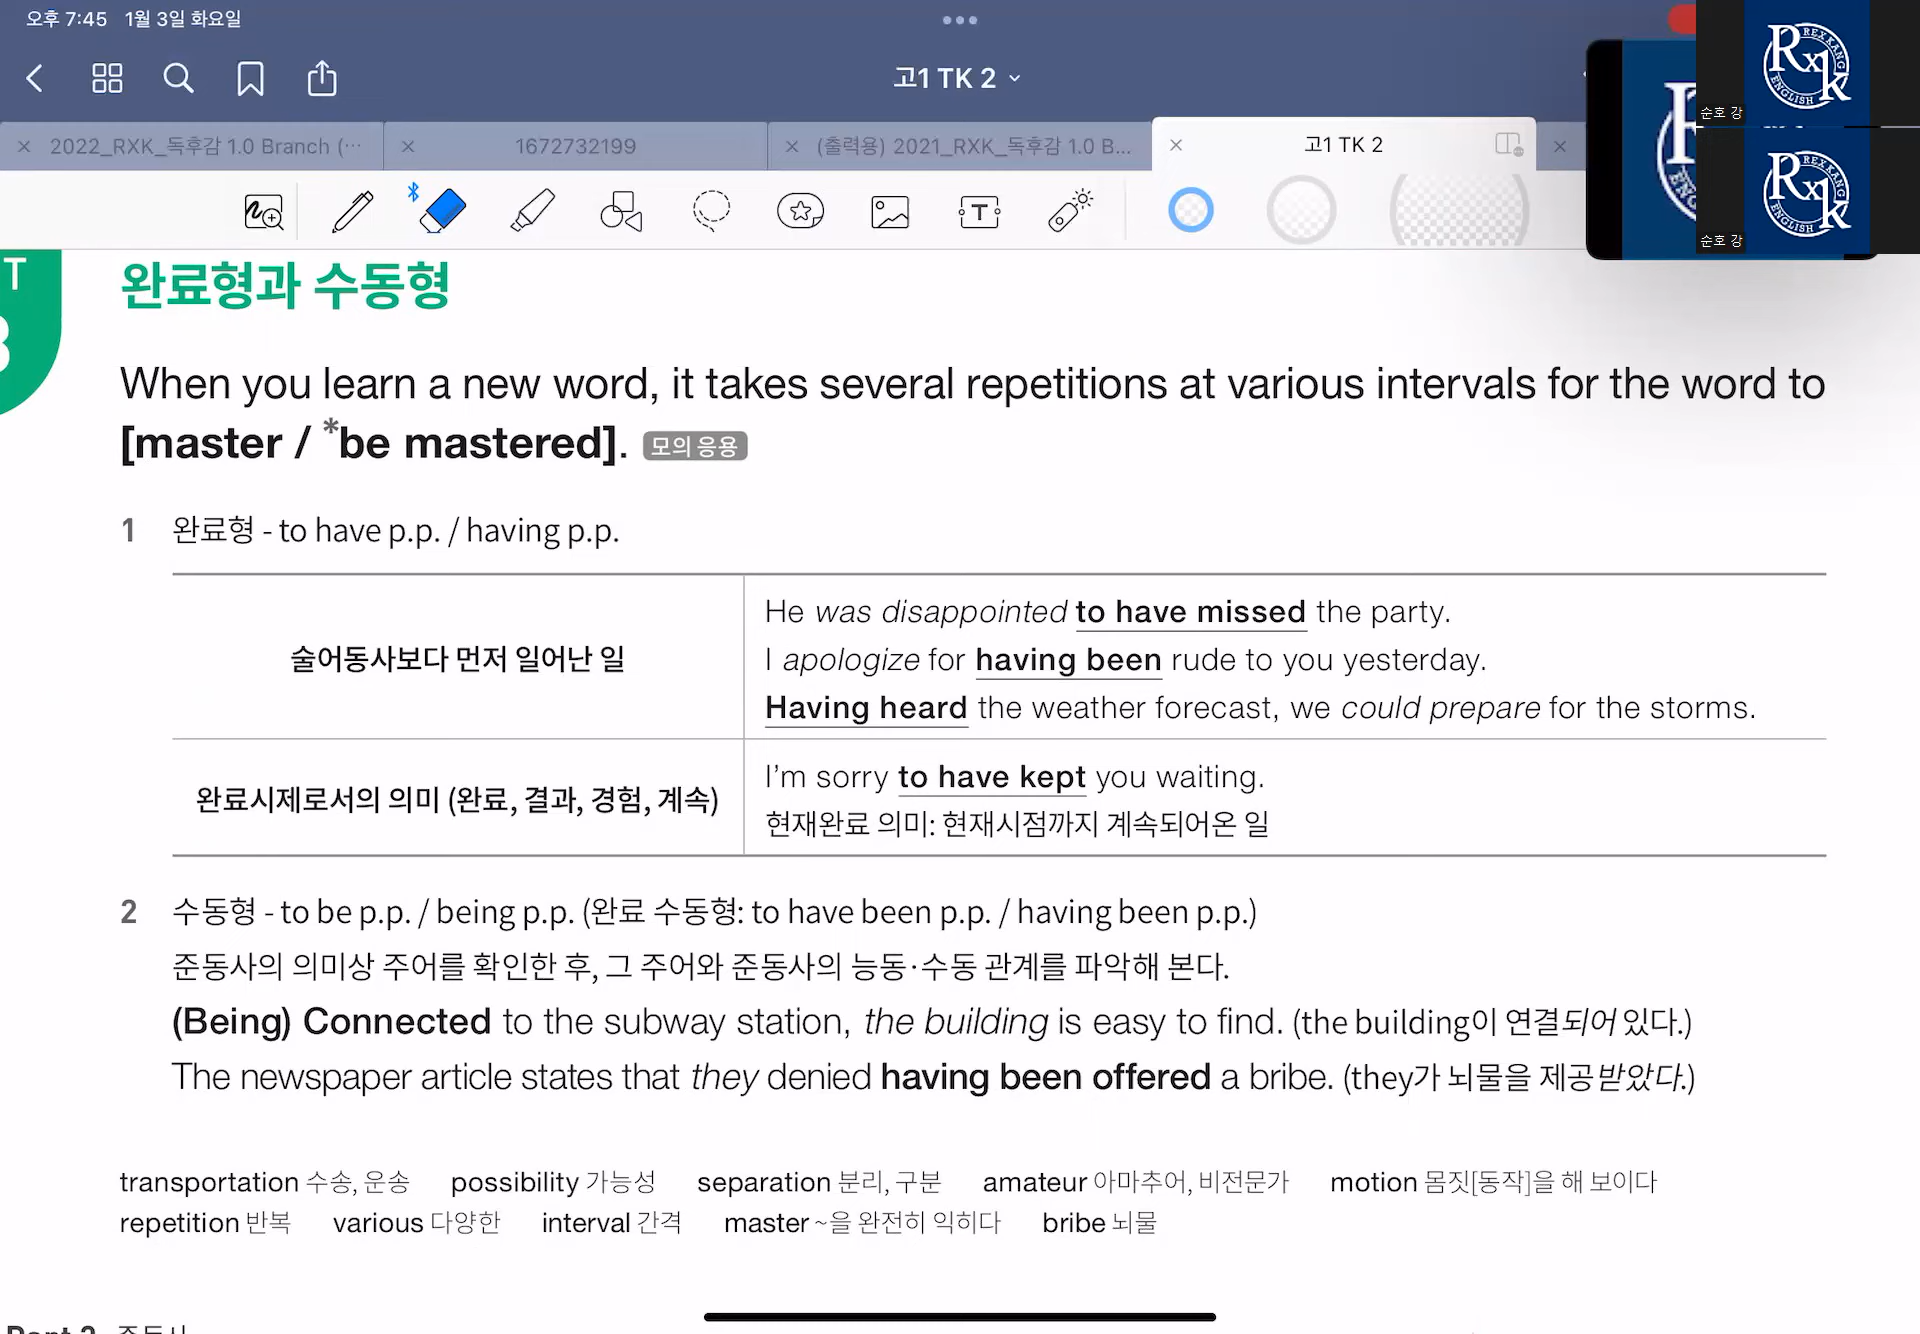 오후 7:45 1월 3일 화요일
고1 TK 2
2022_RXK_독후감 1.0 Branch (…
1672732199
(출력용) 2021_RXK_독후감 1.0 B...
고1 TK 2
REX KANG
RxK
ENGLISH
순호 강
REX KANG
RxK
ENGLISH
순호 강
T
3
완료형과 수동형
When you learn a new word, it takes several repetitions at various intervals for the word to
[master / *be mastered]. 모의 응용
1 완료형 - to have p.p. / having p.p.
술어동사보다 먼저 일어난 일
He was disappointed to have missed the party.
I apologize for having been rude to you yesterday.
Having heard the weather forecast, we could prepare for the storms.
완료시제로서의 의미 (완료, 결과, 경험, 계속)
I'm sorry to have kept you waiting.
현재완료 의미: 현재시점까지 계속되어온 일
2 수동형 - to be p.p. / being p.p. (완료 수동형: to have been p.p. / having been p.p.)
준동사의 의미상 주어를 확인한 후, 그 주어와 준동사의 능동·수동 관계를 파악해 본다.
(Being) Connected to the subway station, the building is easy to find. (the building이 연결되어 있다.)
The newspaper article states that they denied having been offered a bribe. (they가 뇌물을 제공받았다.)
transportation 수송, 운송 possibility 가능성 separation 분리, 구분 amateur 아마추어, 비전문가 motion 몸짓[동작]을 해 보이다
repetition 반복 various 다양한 interval 간격 master ~을 완전히 익히다 bribe 뇌물